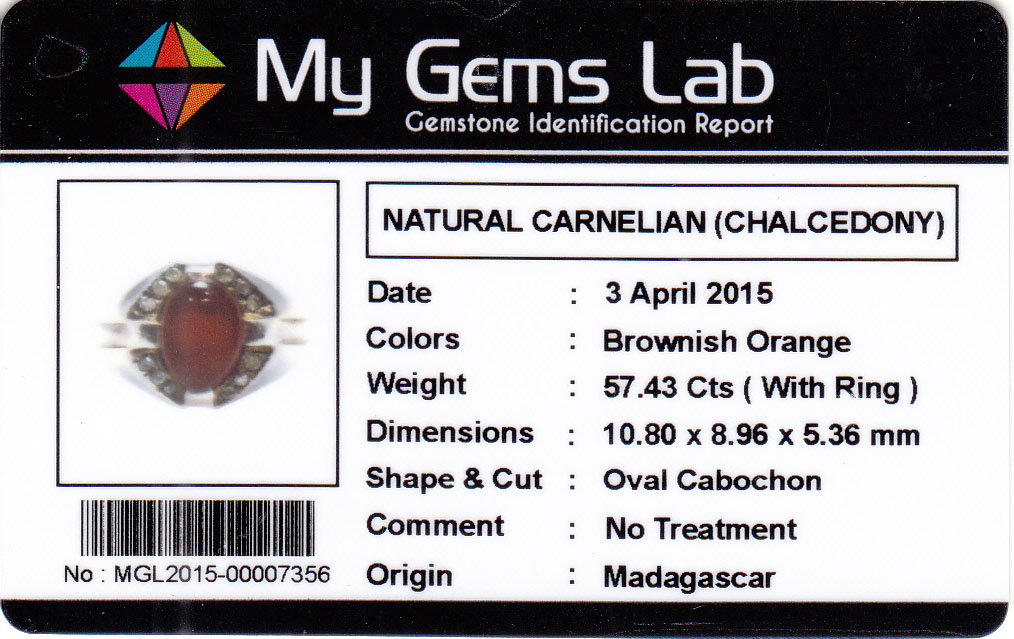 My Gems Lab
Gemstone Identification Report
NATURAL CARNELIAN (CHALCEDONY)
Date : 3 April 2015
Colors : Brownish Orange
Weight : 57.43 Cts ( With Ring )
Dimensions : 10.80 x 8.96 x 5.36 mm
Shape & Cut : Oval Cabochon
Comment : No Treatment
Origin : Madagascar
No : MGL2015-00007356